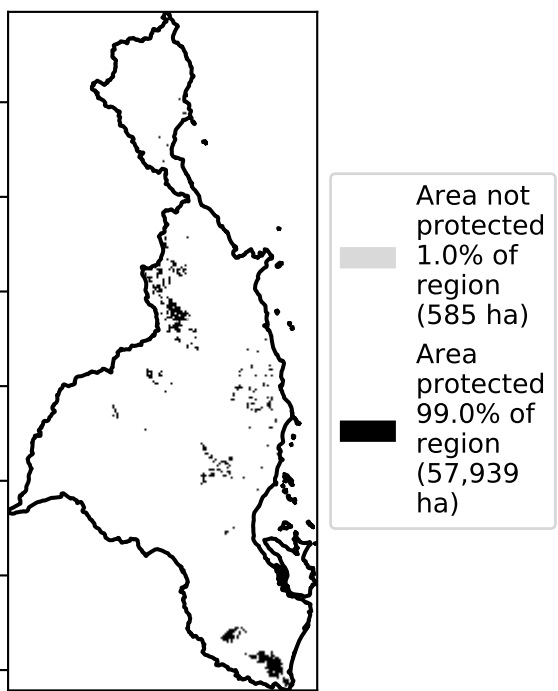 Area not
protected
1.0% of
region
(585 ha)
Area
protected
99.0% of
region
(57,939
ha)